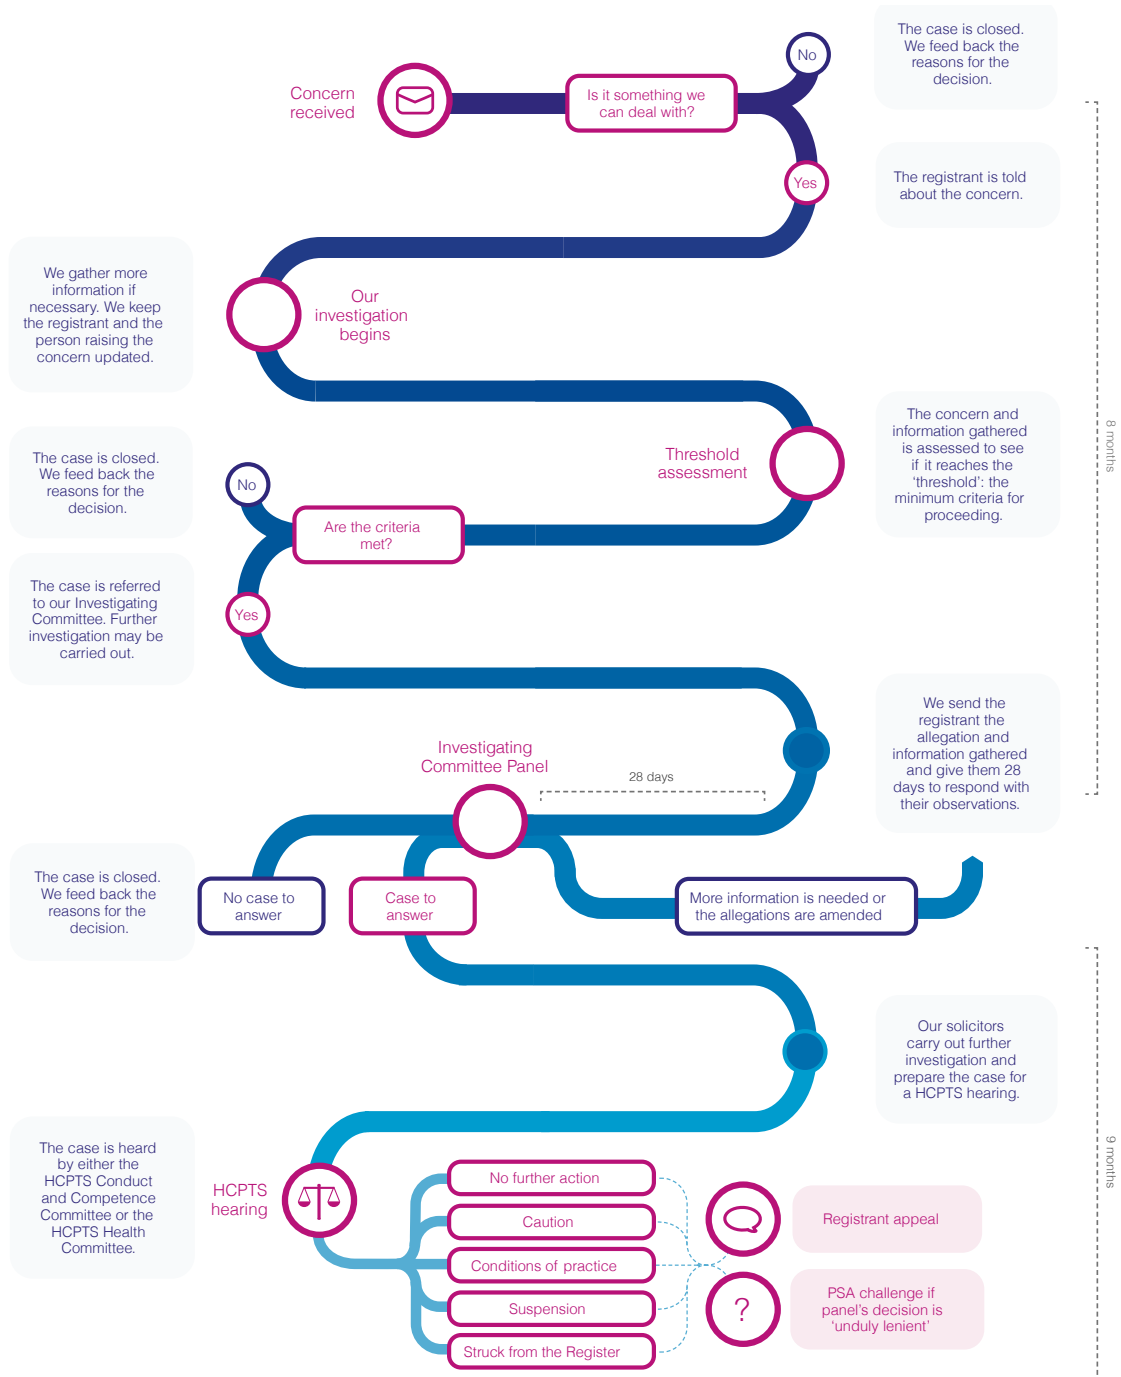 The case is closed.
We feed back the
reasons for the
decision.
No
Concern
received
Is it something we
can deal with?
Yes
The registrant is told
about the concern.
We gather more
information if
necessary. We keep
the registrant and the
person raising the
concern updated.
Our
investigation
begins
8 months
The concern and
information gathered
is assessed to see
if it reaches the
‘threshold’: the
minimum criteria for
proceeding.
Threshold
assessment
The case is closed.
We feed back the
reasons for the
decision.
No
Are the criteria
met?
The case is referred
to our Investigating
Committee. Further
investigation may be
carried out.
Yes
We send the
registrant the
allegation and
information gathered
and give them 28
days to respond with
their observations.
Investigating
Committee Panel
28 days
The case is closed.
We feed back the
reasons for the
decision.
No case to
answer
Case to
answer
More information is needed or
the allegations are amended
Our solicitors
carry out further
investigation and
prepare the case for
a HCPTS hearing.
9 months
The case is heard
by either the
HCPTS Conduct
and Competence
Committee or the
HCPTS Health
Committee.
HCPTS
hearing
No further action
Caution
Conditions of practice
Suspension
Struck from the Register
Registrant appeal
?
PSA challenge if
panel’s decision is
‘unduly lenient’